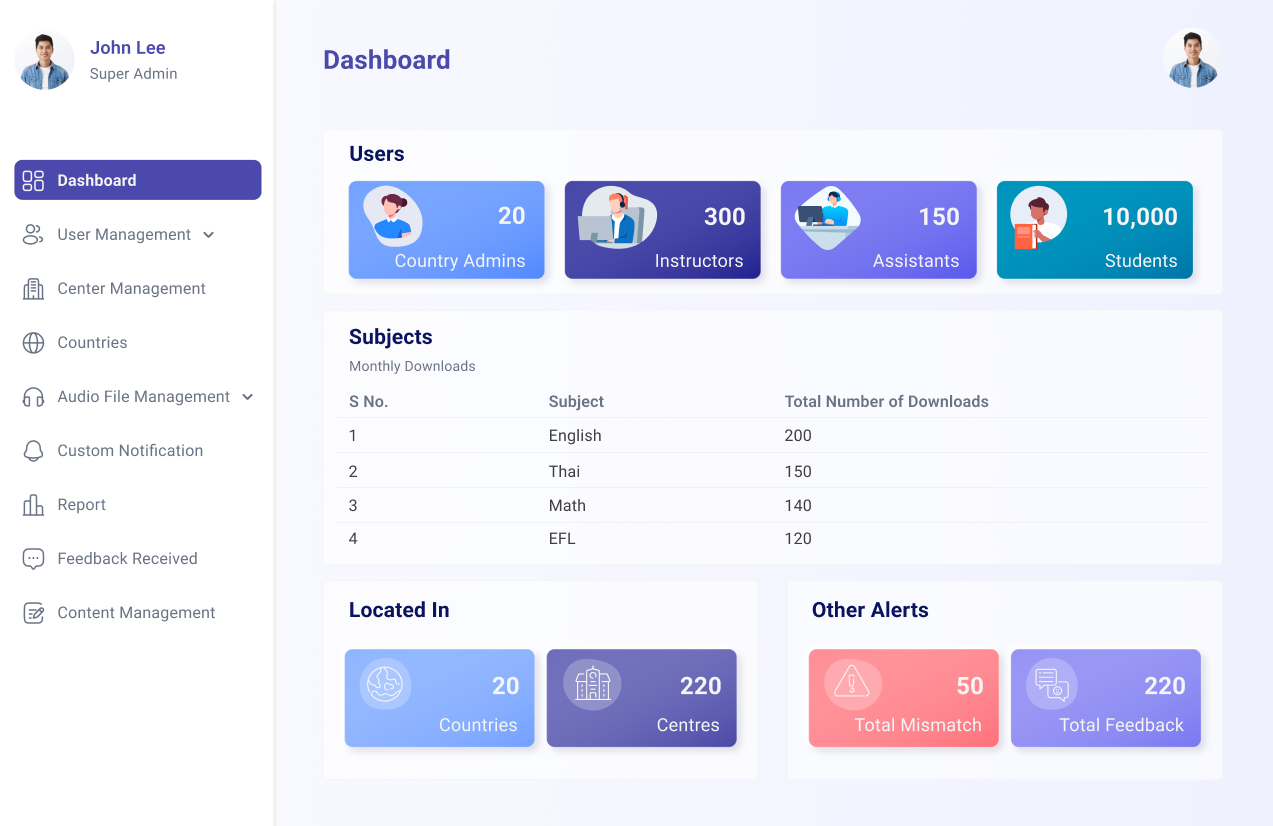 John Lee
Super Admin
Dashboard
User Management
Center Management
Countries
Audio File Management
Custom Notification
Report
Feedback Received
Content Management
Dashboard
Users
20
Country Admins
300
Instructors
150
Assistants
10,000
Students
Subjects
Monthly Downloads
S No. Subject Total Number of Downloads
1 English 200
2 Thai 150
3 Math 140
4 EFL 120
Located In
20
Countries
220
Centres
Other Alerts
50
Total Mismatch
220
Total Feedback